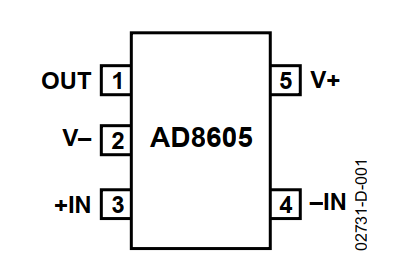 OUT 1 5 V+
V– 2 AD8605
+IN 3 4 –IN
02731-D-001